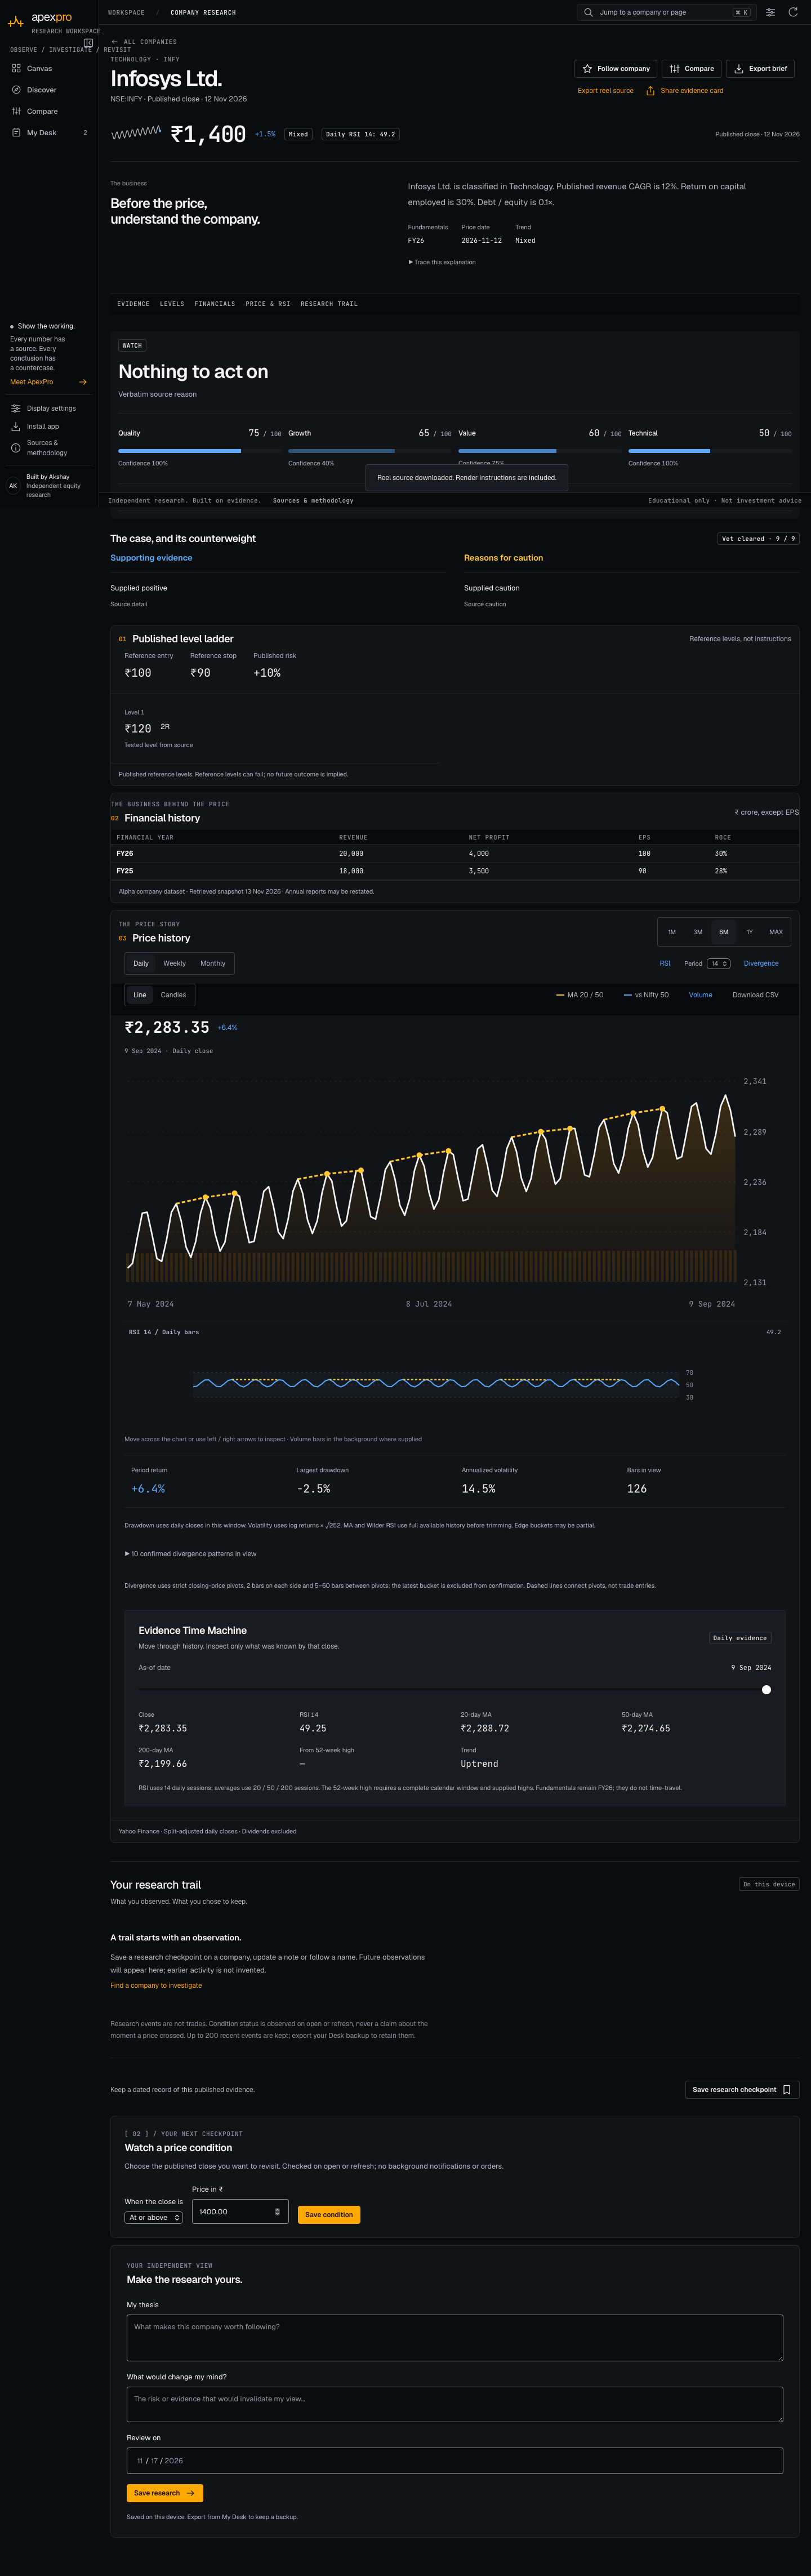 apexpro
RESEARCH WORKSPACE
OBSERVE / INVESTIGATE / REVISIT
Canvas
Discover
Compare
My Desk 2
Show the working.
Every number has
a source. Every
conclusion has
a countercase.
Meet ApexPro
Display settings
Install app
Sources &
methodology
AK
Built by Akshay
Independent equity
research
WORKSPACE / COMPANY RESEARCH
Jump to a company or page ⌘ K
← ALL COMPANIES
TECHNOLOGY · INFY
Infosys Ltd.
NSE:INFY · Published close · 12 Nov 2026
Follow company
Compare
Export brief
Export reel source
Share evidence card
₹1,400 +1.5% Mixed Daily RSI 14: 49.2
Published close · 12 Nov 2026
The business
Before the price,
understand the company.
Infosys Ltd. is classified in Technology. Published revenue CAGR is 12%. Return on capital
employed is 30%. Debt / equity is 0.1×.
Fundamentals Price date Trend
FY26 2026-11-12 Mixed
Trace this explanation
EVIDENCE LEVELS FINANCIALS PRICE & RSI RESEARCH TRAIL
WATCH
Nothing to act on
Verbatim source reason
Quality 75 / 100 Growth 65 / 100 Value 60 / 100 Technical 50 / 100
Confidence 100% Confidence 40% Confidence 75% Confidence 100%
Reel source downloaded. Render instructions are included.
Independent research. Built on evidence. Sources & methodology
Educational only · Not investment advice
The case, and its counterweight
Vet cleared · 9 / 9
Supporting evidence
Reasons for caution
Supplied positive
Supplied caution
Source detail
Source caution
01 Published level ladder
Reference levels, not instructions
Reference entry Reference stop Published risk
₹100 ₹90 +10%
Level 1
₹120 2R
Tested level from source
Published reference levels. Reference levels can fail; no future outcome is implied.
THE BUSINESS BEHIND THE PRICE
02 Financial history
₹ crore, except EPS
FINANCIAL YEAR REVENUE NET PROFIT EPS ROCE
FY26 20,000 4,000 100 30%
FY25 18,000 3,500 90 28%
Alpha company dataset · Retrieved snapshot 13 Nov 2026 · Annual reports may be restated.
THE PRICE STORY
03 Price history
1M 3M 6M 1Y MAX
Daily Weekly Monthly
RSI Period 14 Divergence
Line Candles
MA 20 / 50 vs Nifty 50 Volume Download CSV
₹2,283.35 +6.4%
9 Sep 2024 · Daily close
2,341
2,289
2,236
2,184
2,131
7 May 2024 8 Jul 2024 9 Sep 2024
RSI 14 / Daily bars 49.2
70
50
30
Move across the chart or use left / right arrows to inspect · Volume bars in the background where supplied
Period return Largest drawdown Annualized volatility Bars in view
+6.4% -2.5% 14.5% 126
Drawdown uses daily closes in this window. Volatility uses log returns × √252. MA and Wilder RSI use full available history before trimming. Edge buckets may be partial.
10 confirmed divergence patterns in view
Divergence uses strict closing-price pivots, 2 bars on each side and 5–60 bars between pivots; the latest bucket is excluded from confirmation. Dashed lines connect pivots, not trade entries.
Evidence Time Machine
Move through history. Inspect only what was known by that close.
Daily evidence
As-of date 9 Sep 2024
Close RSI 14 20-day MA 50-day MA
₹2,283.35 49.25 ₹2,288.72 ₹2,274.65
200-day MA From 52-week high Trend
₹2,199.66 — Uptrend
RSI uses 14 daily sessions; averages use 20 / 50 / 200 sessions. The 52-week high requires a complete calendar window and supplied highs. Fundamentals remain FY26; they do not time-travel.
Yahoo Finance · Split-adjusted daily closes · Dividends excluded
Your research trail
On this device
What you observed. What you chose to keep.
A trail starts with an observation.
Save a research checkpoint on a company, update a note or follow a name. Future observations
will appear here; earlier activity is not invented.
Find a company to investigate
Research events are not trades. Condition status is observed on open or refresh, never a claim about the
moment a price crossed. Up to 200 recent events are kept; export your Desk backup to retain them.
Keep a dated record of this published evidence.
Save research checkpoint
[ 02 ] / YOUR NEXT CHECKPOINT
Watch a price condition
Choose the published close you want to revisit. Checked on open or refresh; no background notifications or orders.
Price in ₹
When the close is
At or above 1400.00 Save condition
YOUR INDEPENDENT VIEW
Make the research yours.
My thesis
What makes this company worth following?
What would change my mind?
The risk or evidence that would invalidate my view…
Review on
11 / 17 / 2026
Save research →
Saved on this device. Export from My Desk to keep a backup.